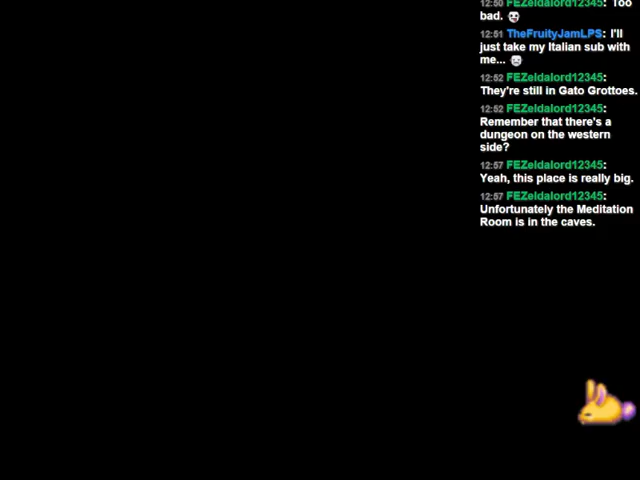 12:50 FEZeldalord12345: Too
bad.
12:51 TheFruityJamLPS: I'll
just take my Italian sub with
me...
12:52 FEZeldalord12345:
They're still in Gato Grottoes.
12:52 FEZeldalord12345:
Remember that there's a
dungeon on the western
side?
12:57 FEZeldalord12345:
Yeah, this place is really big.
12:57 FEZeldalord12345:
Unfortunately the Meditation
Room is in the caves.